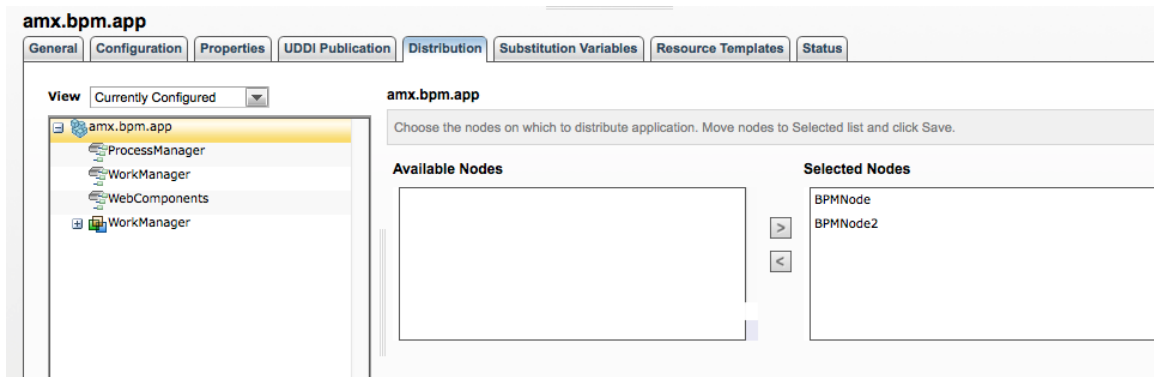 amx.bpm.app
General Configuration Properties UDDI Publication Distribution Substitution Variables Resource Templates Status
View Currently Configured
amx.bpm.app
ProcessManager
WorkManager
WebComponents
WorkManager
amx.bpm.app
Choose the nodes on which to distribute application. Move nodes to Selected list and click Save.
Available Nodes
>
<
Selected Nodes
BPMNode
BPMNode2